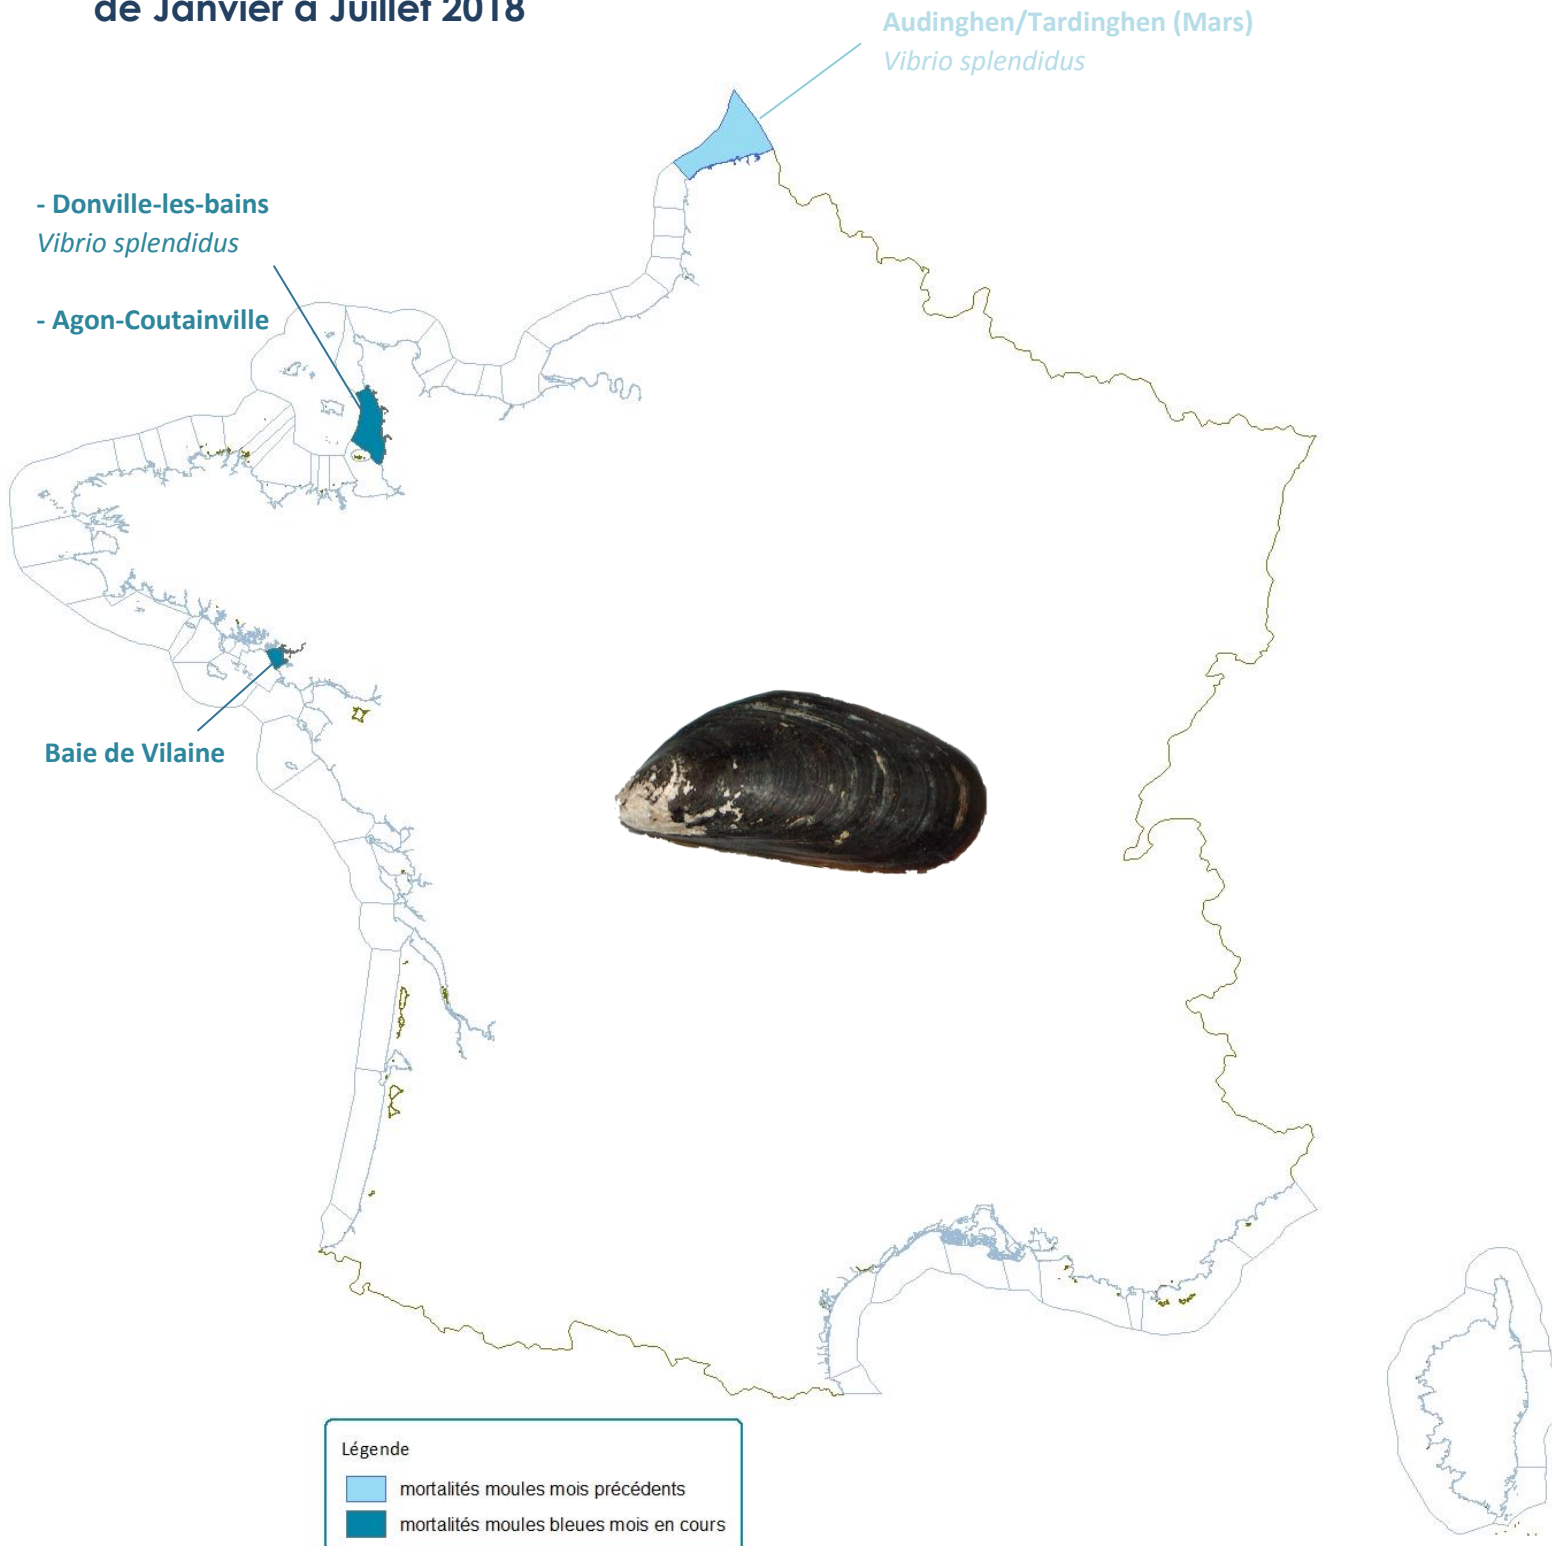 de Janvier à Juillet 2018
Audinghen/Tardinghen (Mars)
Vibrio splendidus
- Donville-les-bains
Vibrio splendidus
- Agon-Coutainville
Baie de Vilaine
Légende
mortalités moules mois précédents
mortalités moules bleues mois en cours